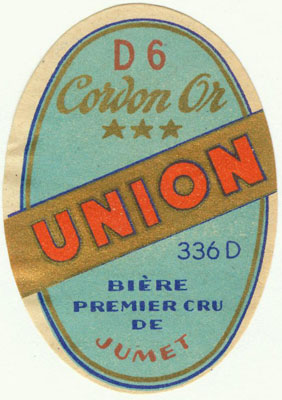 D 6
Cordon Or
UNION
336 D
BIÈRE
PREMIER CRU
DE
JUMET